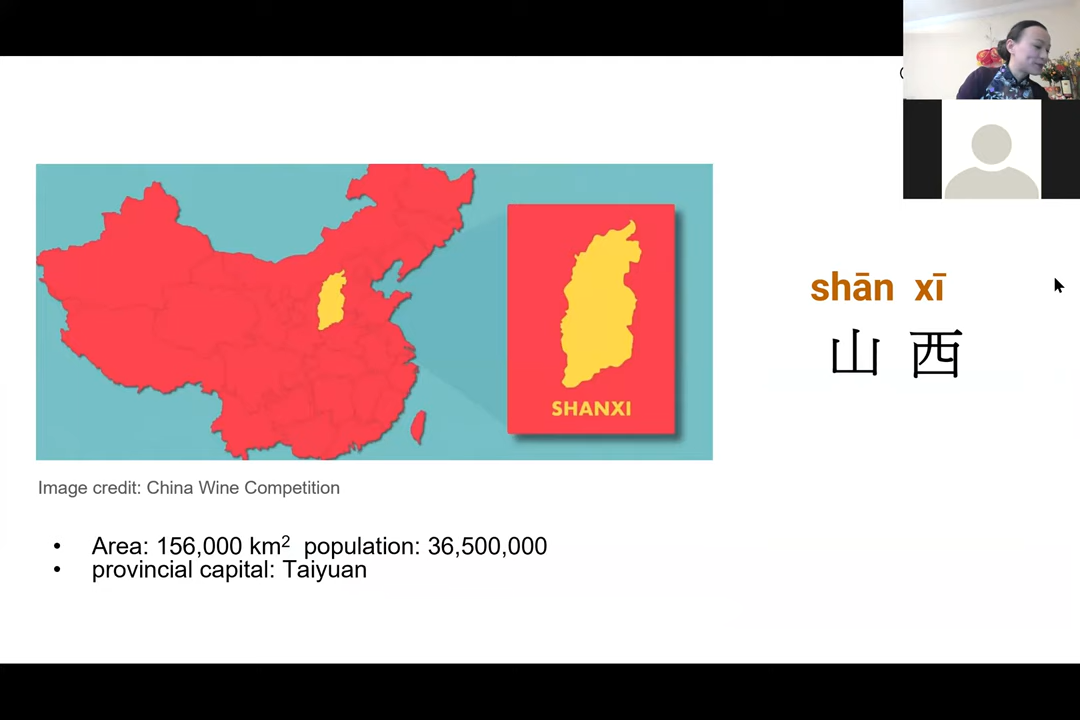 shān xī
山 西
SHANXI
Image credit: China Wine Competition
• Area: 156,000 km² population: 36,500,000
• provincial capital: Taiyuan